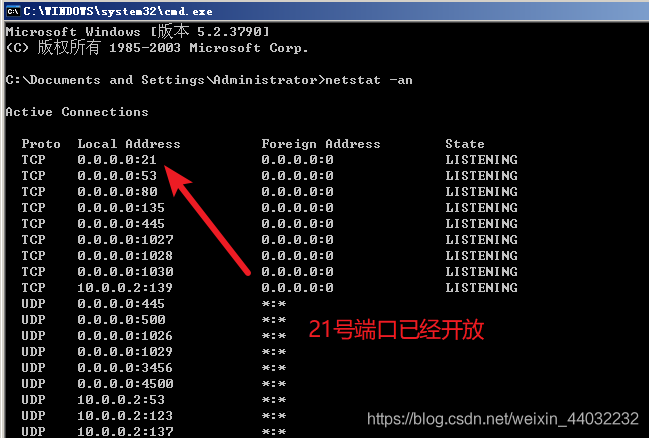 C:\WINDOWS\system32\cmd.exe
Microsoft Windows [版本 5.2.3790]
(C) 版权所有 1985-2003 Microsoft Corp.
C:\Documents and Settings\Administrator>netstat -an
Active Connections
Proto  Local Address          Foreign Address        State
TCP    0.0.0.0:21             0.0.0.0:0              LISTENING
TCP    0.0.0.0:53             0.0.0.0:0              LISTENING
TCP    0.0.0.0:80             0.0.0.0:0              LISTENING
TCP    0.0.0.0:135            0.0.0.0:0              LISTENING
TCP    0.0.0.0:445            0.0.0.0:0              LISTENING
TCP    0.0.0.0:1027           0.0.0.0:0              LISTENING
TCP    0.0.0.0:1028           0.0.0.0:0              LISTENING
TCP    0.0.0.0:1030           0.0.0.0:0              LISTENING
TCP    10.0.0.2:139           0.0.0.0:0              LISTENING
UDP    0.0.0.0:445            *:*
UDP    0.0.0.0:500            *:*
UDP    0.0.0.0:1026           *:*
UDP    0.0.0.0:1029           *:*
21号端口已经开放
UDP    0.0.0.0:3456           *:*
UDP    0.0.0.0:4500           *:*
UDP    10.0.0.2:53            *:*
UDP    10.0.0.2:123           *:*
UDP    10.0.0.2:137           *:*
https://blog.csdn.net/weixin_44032232